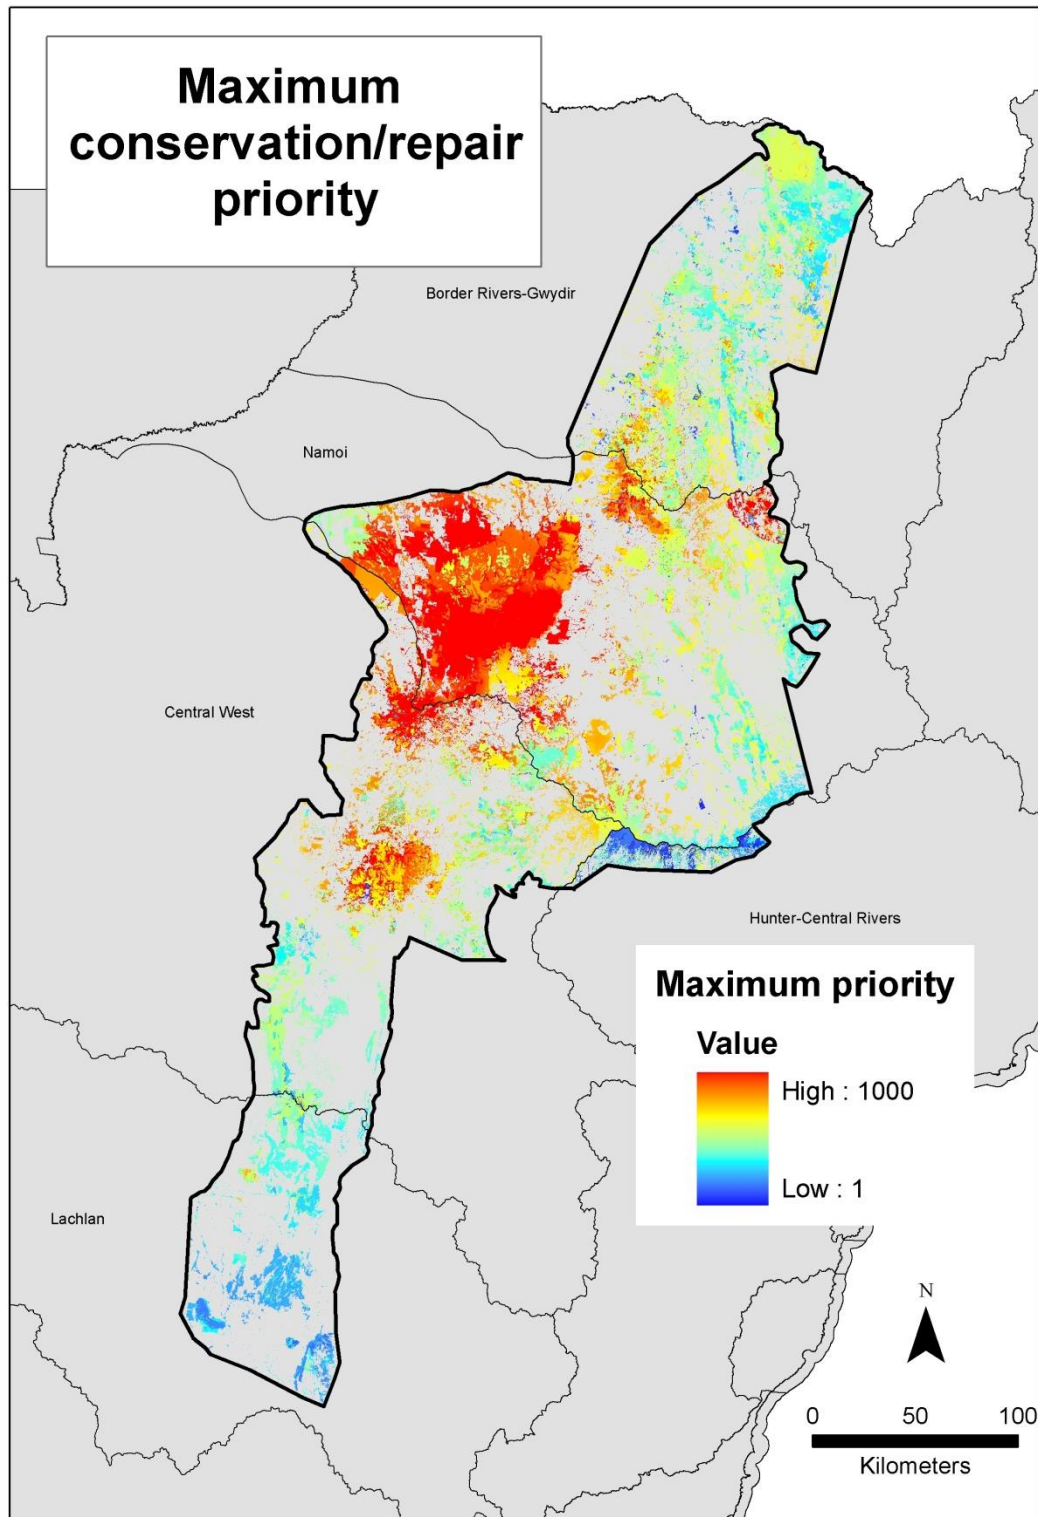 Maximum
conservation/repair
priority
Border Rivers-Gwydir
Namoi
Central West
Hunter-Central Rivers
Maximum priority
Value
High : 1000
Low : 1
Lachlan
N
0 50 100
Kilometers